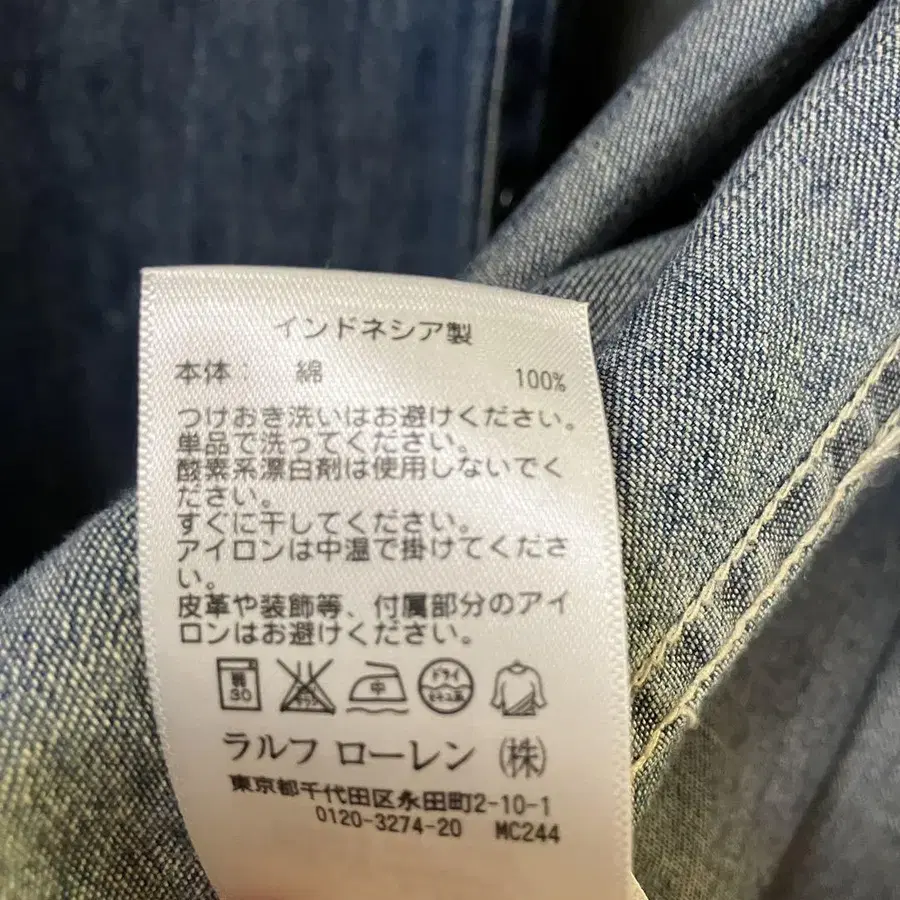 インドネシア製
本体： 綿 100%
つけおき洗いはお避けください。
単品で洗ってください。
酸素系漂白剤は使用しないでく
ださい。
すぐに干してください。
アイロンは中温で掛けてくださ
い。
皮革や装飾等、付属部分のアイ
ロンはお避けください。
弱 30 中 ドライ
ラルフ ローレン (株)
東京都千代田区永田町2-10-1
0120-3274-20 MC244